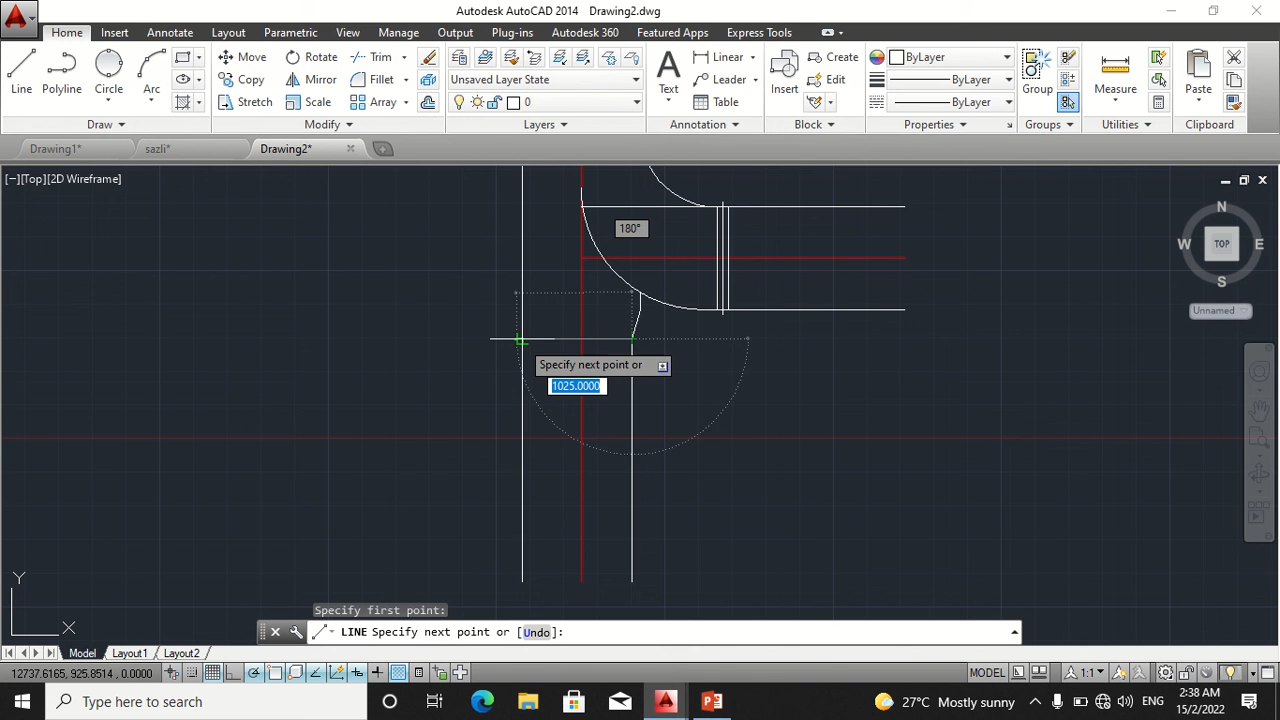 Autodesk AutoCAD 2014 Drawing2.dwg
Home Insert Annotate Layout Parametric View Manage Output Plug-ins Autodesk 360 Featured Apps Express Tools
Line Polyline Circle Arc
Move Rotate Trim
Copy Mirror Fillet
Stretch Scale Array
Unsaved Layer State
0
Text
Linear
Leader
Table
Insert
Create
Edit
ByLayer
ByLayer
ByLayer
Group
Measure
Paste
Draw Modify Layers Annotation Block Properties Groups Utilities Clipboard
Drawing1* sazli* Drawing2*
[−][Top][2D Wireframe]
N
W TOP E
S
Unnamed
180°
Specify next point or
1025.0000
Y
X
Specify first point:
LINE Specify next point or [Undo]:
Model Layout1 Layout2
12737.6165, 925.8514 , 0.0000 MODEL 1:1
Type here to search
27°C Mostly sunny ENG 2:38 AM
15/2/2022